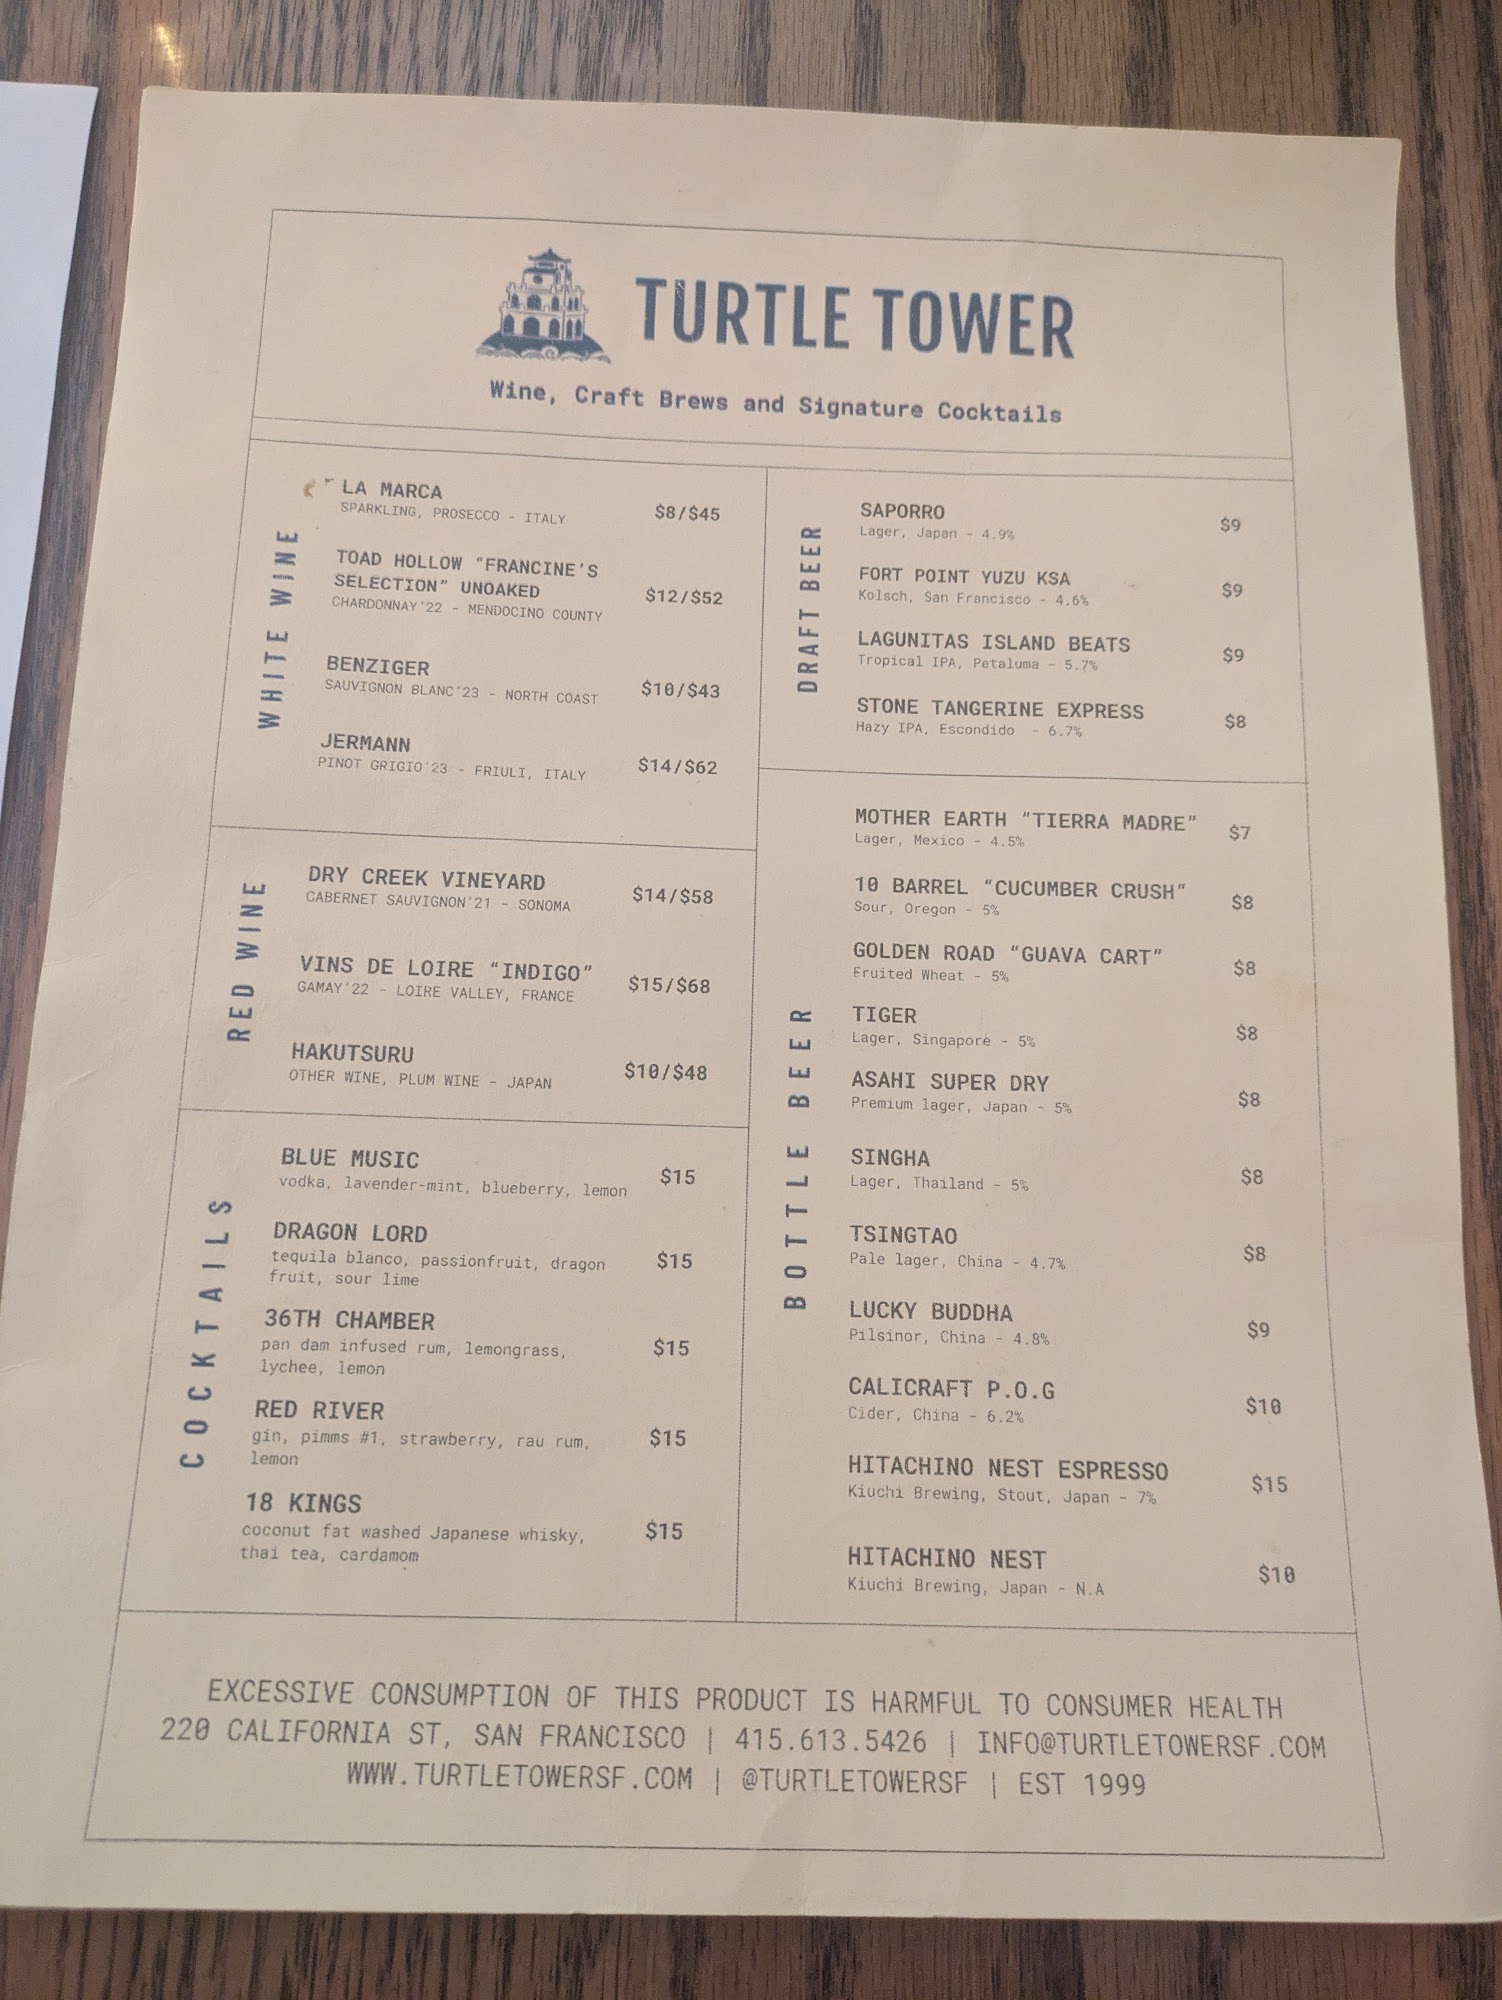 TURTLE TOWER
Wine, Craft Brews and Signature Cocktails
WHITE WINE
LA MARCA
SPARKLING, PROSECCO - ITALY
$8/$45
TOAD HOLLOW "FRANCINE'S
SELECTION" UNOAKED
CHARDONNAY'22 - MENDOCINO COUNTY
$12/$52
BENZIGER
SAUVIGNON BLANC'23 - NORTH COAST
$10/$43
JERMANN
PINOT GRIGIO'23 - FRIULI, ITALY
$14/$62
RED WINE
DRY CREEK VINEYARD
CABERNET SAUVIGNON'21 - SONOMA
$14/$58
VINS DE LOIRE "INDIGO"
GAMAY'22 - LOIRE VALLEY, FRANCE
$15/$68
HAKUTSURU
OTHER WINE, PLUM WINE - JAPAN
$10/$48
COCKTAILS
BLUE MUSIC
vodka, lavender-mint, blueberry, lemon
$15
DRAGON LORD
tequila blanco, passionfruit, dragon
fruit, sour lime
$15
36TH CHAMBER
pan dam infused rum, lemongrass,
lychee, lemon
$15
RED RIVER
gin, pimms #1, strawberry, rau rum,
lemon
$15
18 KINGS
coconut fat washed Japanese whisky,
thai tea, cardamom
$15
DRAFT BEER
SAPORRO
Lager, Japan - 4.9%
$9
FORT POINT YUZU KSA
Kolsch, San Francisco - 4.6%
$9
LAGUNITAS ISLAND BEATS
Tropical IPA, Petaluma - 5.7%
$9
STONE TANGERINE EXPRESS
Hazy IPA, Escondido - 6.7%
$8
BOTTLE BEER
MOTHER EARTH "TIERRA MADRE"
Lager, Mexico - 4.5%
$7
10 BARREL "CUCUMBER CRUSH"
Sour, Oregon - 5%
$8
GOLDEN ROAD "GUAVA CART"
Fruited Wheat - 5%
$8
TIGER
Lager, Singapore - 5%
$8
ASAHI SUPER DRY
Premium lager, Japan - 5%
$8
SINGHA
Lager, Thailand - 5%
$8
TSINGTAO
Pale lager, China - 4.7%
$8
LUCKY BUDDHA
Pilsinor, China - 4.8%
$9
CALICRAFT P.O.G
Cider, China - 6.2%
$10
HITACHINO NEST ESPRESSO
Kiuchi Brewing, Stout, Japan - 7%
$15
HITACHINO NEST
Kiuchi Brewing, Japan - N.A
$10
EXCESSIVE CONSUMPTION OF THIS PRODUCT IS HARMFUL TO CONSUMER HEALTH
220 CALIFORNIA ST, SAN FRANCISCO | 415.613.5426 | INFO@TURTLETOWERSF.COM
WWW.TURTLETOWERSF.COM | @TURTLETOWERSF | EST 1999